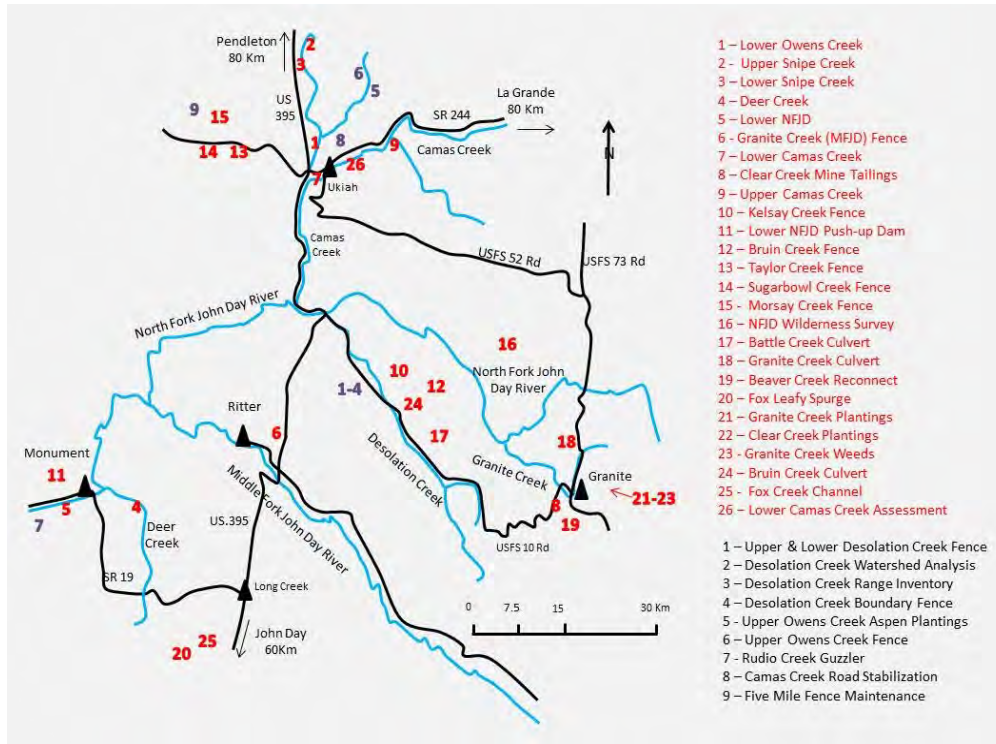 Pendleton
80 Km
2
3
6
5
US
395
La Grande
80 Km
SR 244
9
15
14
13
1
8
26
9
Camas Creek
7
Ukiah
N
Camas
Creek
USFS 52 Rd
USFS 73 Rd
North Fork John Day River
16
10
North Fork John
Day River
1-4
12
24
Ritter
6
17
18
Desolation Creek
Granite Creek
Granite
Monument
11
21-23
5
4
8
19
7
Deer
Creek
Middle Fork John Day River
US.395
USFS 10 Rd
SR 19
Long Creek
0
7.5
15
30 Km
25
20
John Day
60Km
1 – Lower Owens Creek
2 - Upper Snipe Creek
3 – Lower Snipe Creek
4 – Deer Creek
5 – Lower NFJD
6 - Granite Creek (MFJD) Fence
7 – Lower Camas Creek
8 – Clear Creek Mine Tailings
9 – Upper Camas Creek
10 – Kelsay Creek Fence
11 – Lower NFJD Push-up Dam
12 – Bruin Creek Fence
13 – Taylor Creek Fence
14 – Sugarbowl Creek Fence
15 - Morsay Creek Fence
16 – NFJD Wilderness Survey
17 – Battle Creek Culvert
18 – Granite Creek Culvert
19 – Beaver Creek Reconnect
20 – Fox Leafy Spurge
21 – Granite Creek Plantings
22 – Clear Creek Plantings
23 – Granite Creek Weeds
24 – Bruin Creek Culvert
25 - Fox Creek Channel
26 – Lower Camas Creek Assessment
1 – Upper & Lower Desolation Creek Fence
2 – Desolation Creek Watershed Analysis
3 – Desolation Creek Range Inventory
4 – Desolation Creek Boundary Fence
5 - Upper Owens Creek Aspen Plantings
6 – Upper Owens Creek Fence
7 - Rudio Creek Guzzler
8 – Camas Creek Road Stabilization
9 – Five Mile Fence Maintenance